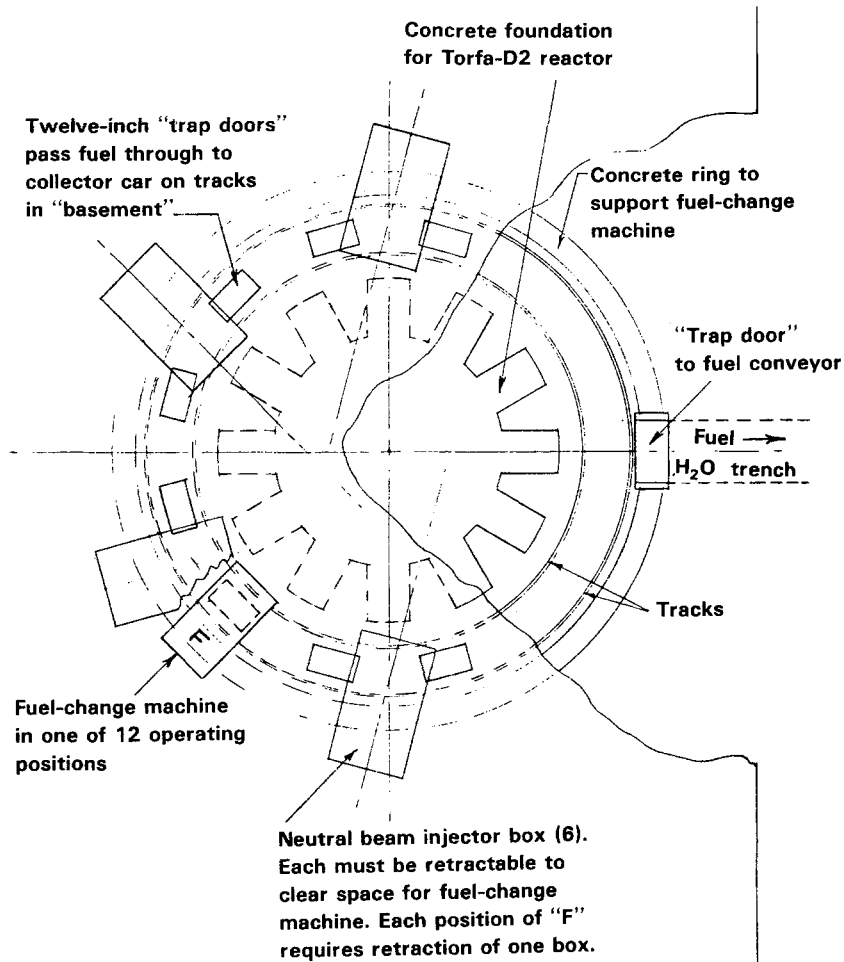 Concrete foundation
for Torfa-D2 reactor
Twelve-inch “trap doors”
pass fuel through to
collector car on tracks
in “basement”
Concrete ring to
support fuel-change
machine
“Trap door”
to fuel conveyor
Fuel →
H₂O trench
Tracks
F
Fuel-change machine
in one of 12 operating
positions
Neutral beam injector box (6).
Each must be retractable to
clear space for fuel-change
machine. Each position of “F”
requires retraction of one box.